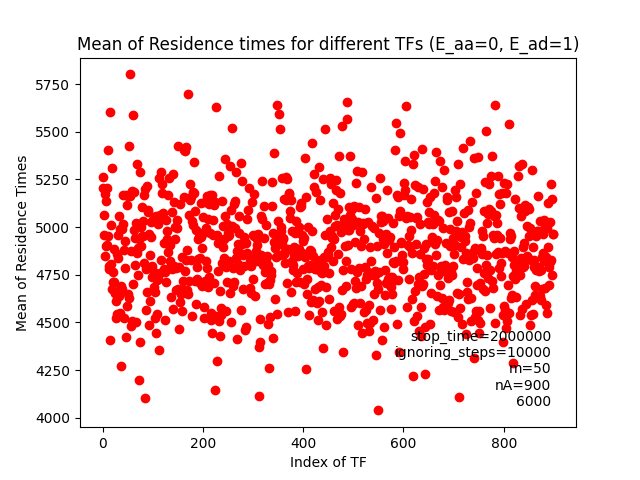 Mean of Residence times for different TFs (E_aa=0, E_ad=1)
Mean of Residence Times
5750
5500
5250
5000
4750
4500
4250
4000
stop_time=2000000
ignoring_steps=10000
m=50
nA=900
6000
0 200 400 600 800
Index of TF